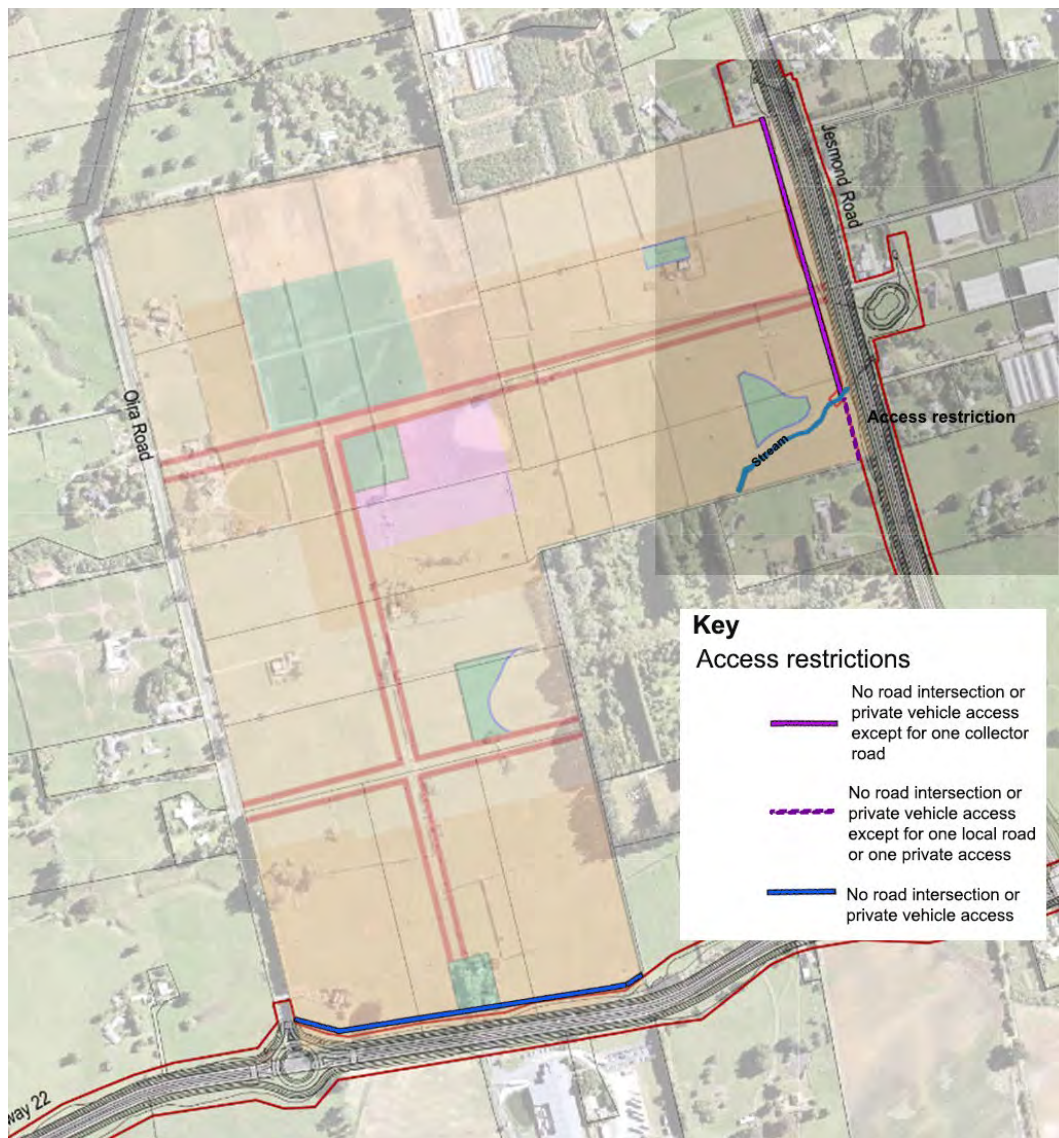 Jesmond Road
Oira Road
Access restriction
Stream
Key
Access restrictions
No road intersection or
private vehicle access
except for one collector
road
No road intersection or
private vehicle access
except for one local road
or one private access
No road intersection or
private vehicle access
way 22